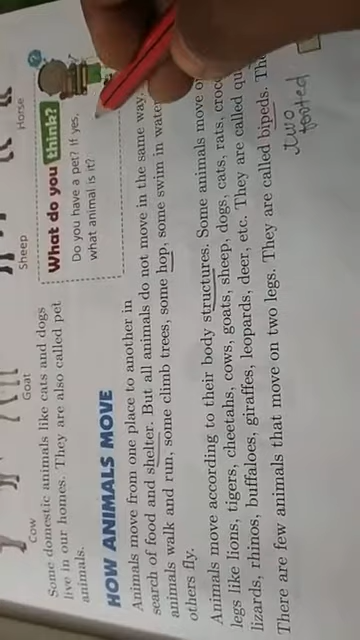 Cow Goat Sheep Horse
Some domestic animals like cats and dogs
live in our homes. They are also called pet
animals.
What do you think?
Do you have a pet? If yes,
what animal is it?
HOW ANIMALS MOVE
Animals move from one place to another in
search of food and shelter. But all animals do not move in the same way.
animals walk and run, some climb trees, some hop, some swim in water
others fly.
Animals move according to their body structures. Some animals move
legs like lions, tigers, cheetahs, cows, goats, sheep, dogs, cats, rats,
lizards, rhinos, buffaloes, giraffes, leopards, deer, etc. They are called
There are few animals that move on two legs. They are called bipeds.
two
footed